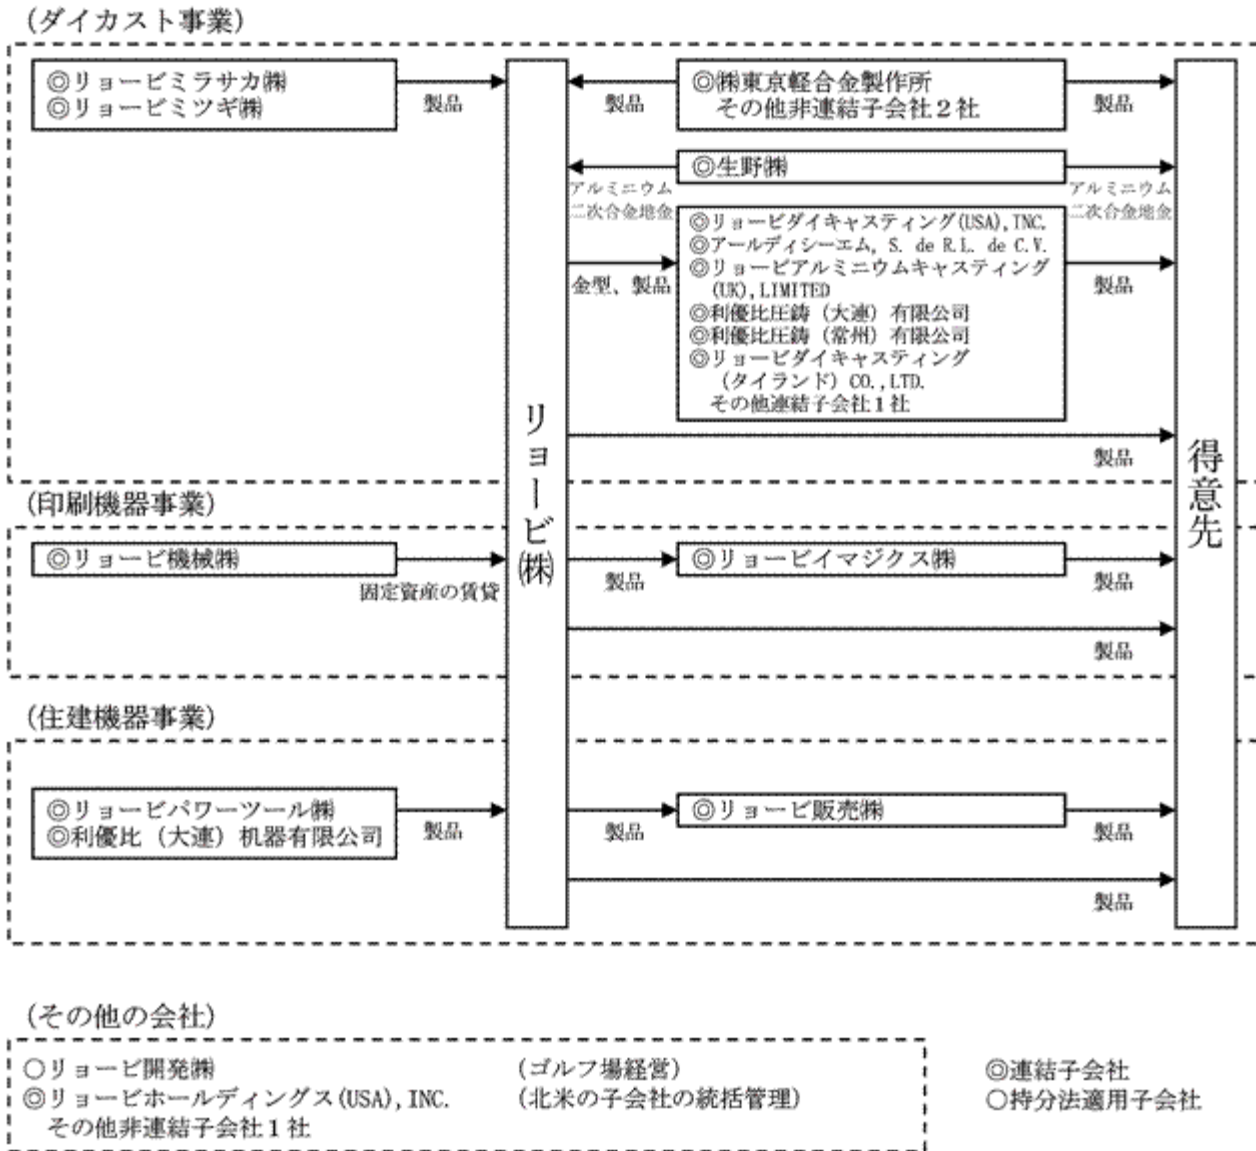 (ダイカスト事業)
◎リョービミラサカ㈱
◎リョービミツギ㈱
製品
製品
◎㈱東京軽合金製作所
その他非連結子会社2社
製品
◎生野㈱
アルミニウム
二次合金地金
アルミニウム
二次合金地金
金型、製品
◎リョービダイキャスティング(USA),INC.
◎アールディシーエム, S. de R.L. de C.V.
◎リョービアルミニウムキャスティング
(UK),LIMITED
◎利優比圧鋳(大連)有限公司
◎利優比圧鋳(常州)有限公司
◎リョービダイキャスティング
(タイランド) CO.,LTD.
その他連結子会社1社
製品
製品
リョービ㈱
得意先
(印刷機器事業)
◎リョービ機械㈱
固定資産の賃貸
製品
◎リョービイマジクス㈱
製品
製品
(住建機器事業)
◎リョービパワーツール㈱
◎利優比(大連)机器有限公司
製品
製品
◎リョービ販売㈱
製品
製品
(その他の会社)
○リョービ開発㈱ (ゴルフ場経営)
◎リョービホールディングス(USA),INC. (北米の子会社の統括管理)
その他非連結子会社1社
◎連結子会社
○持分法適用子会社